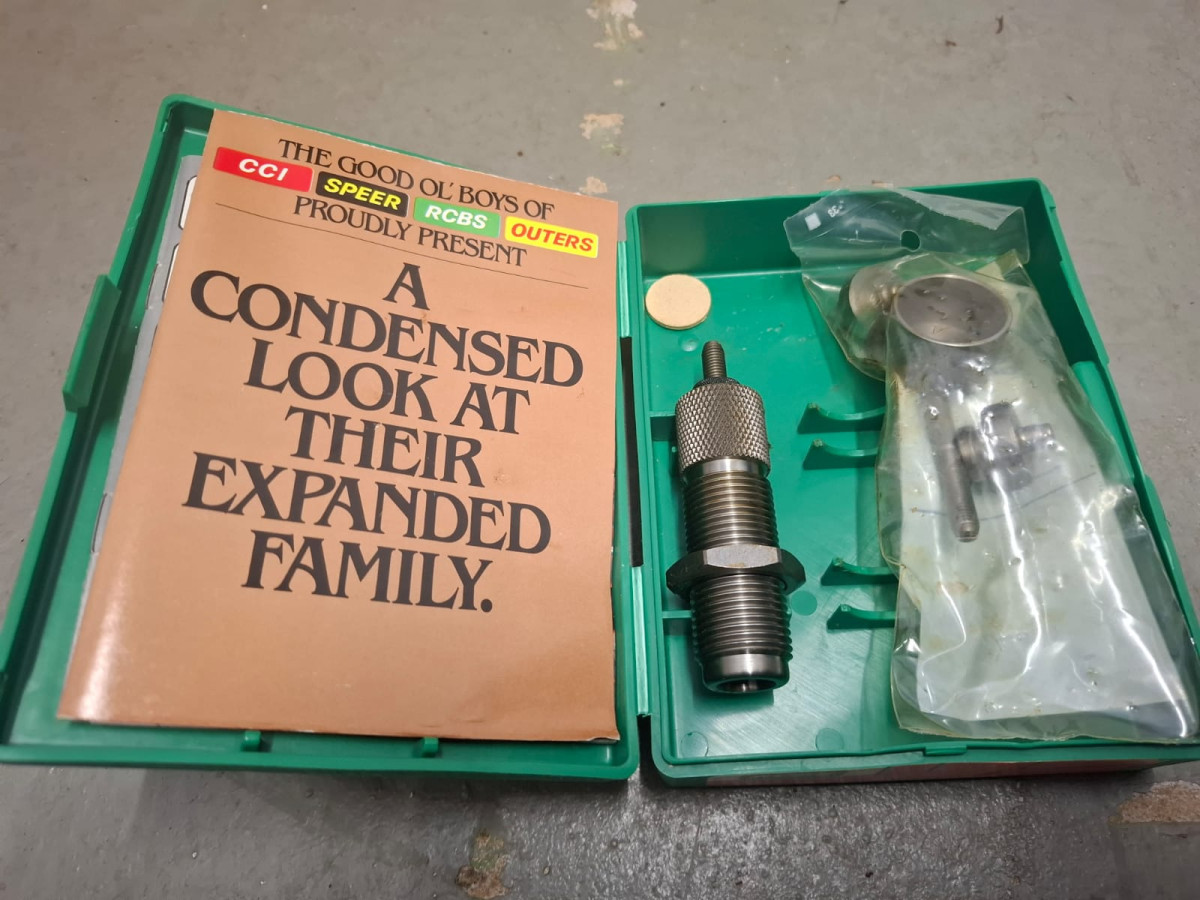 THE GOOD OL' BOYS OF
CCI SPEER RCBS OUTERS
PROUDLY PRESENT
A
CONDENSED
LOOK AT
THEIR
EXPANDED
FAMILY.